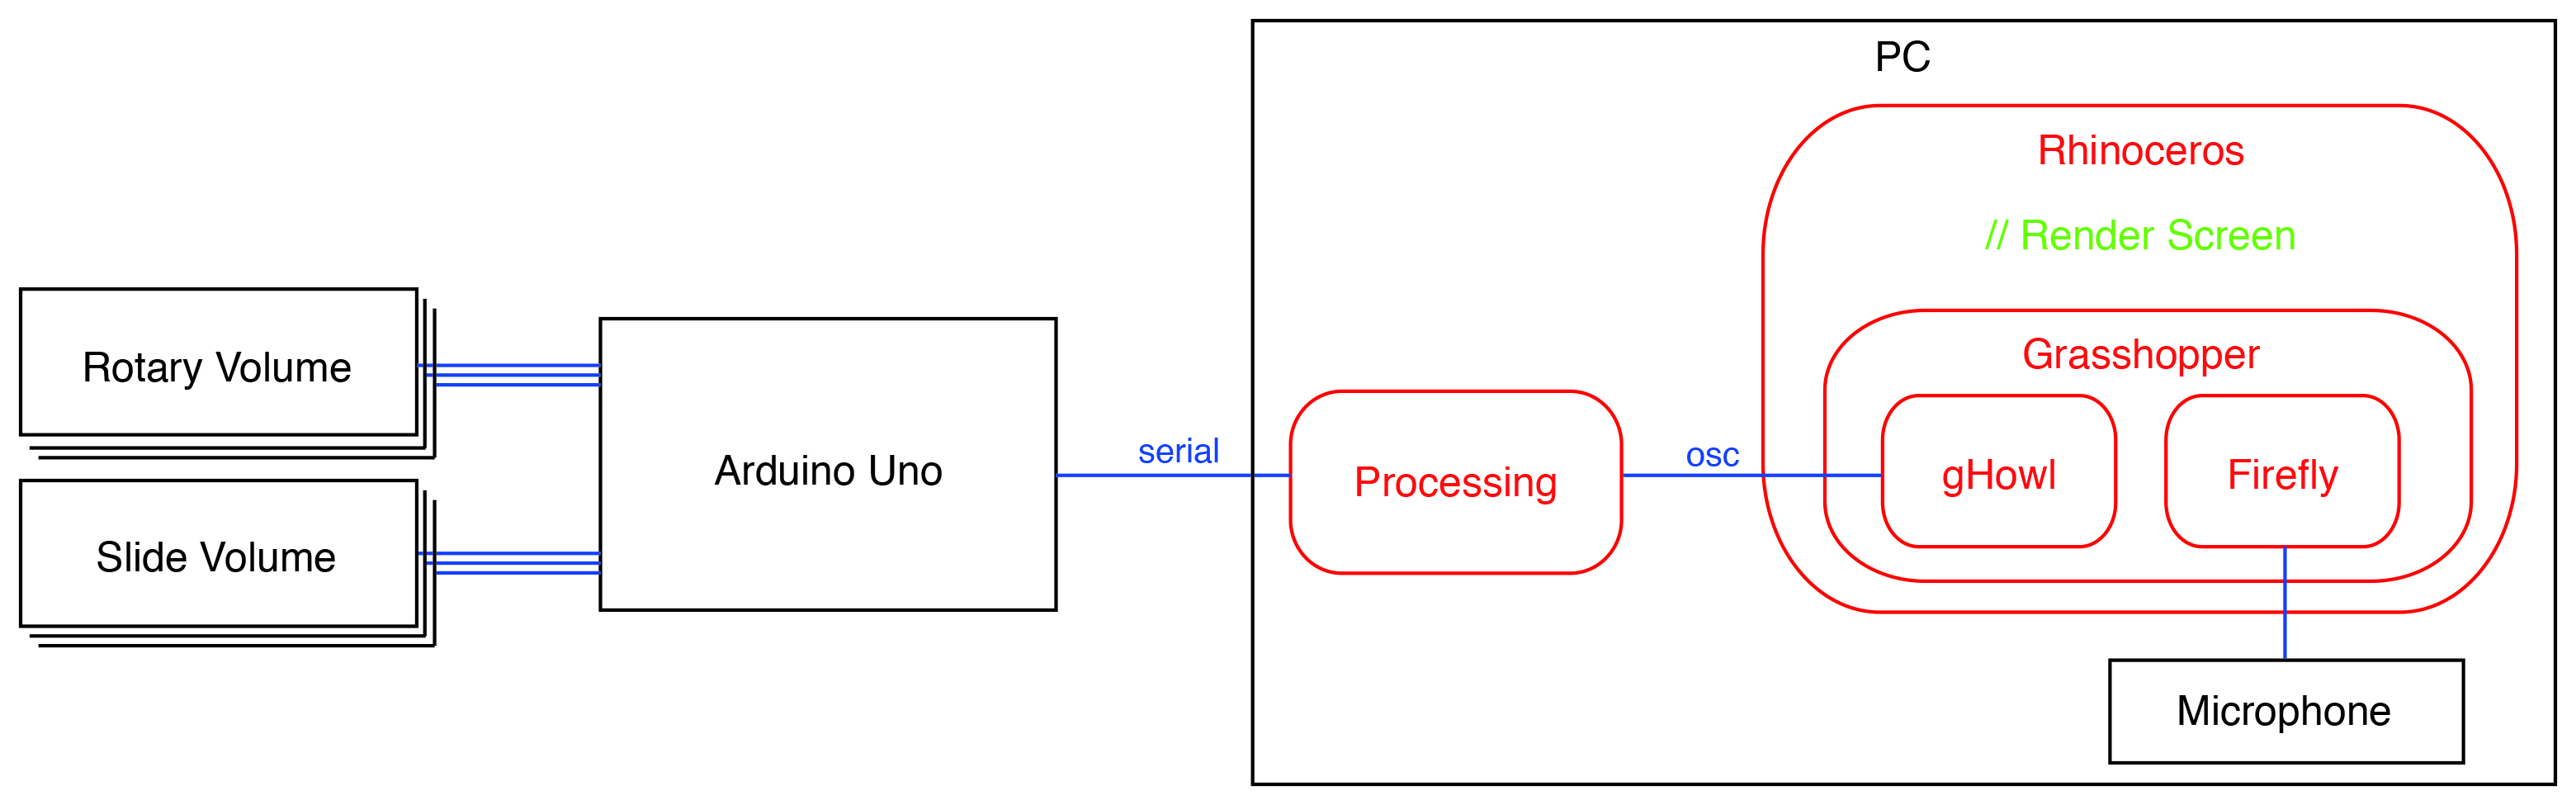 PC
Rhinoceros
// Render Screen
Rotary Volume
Grasshopper
Arduino Uno
serial
Processing
osc
gHowl
Firefly
Slide Volume
Microphone